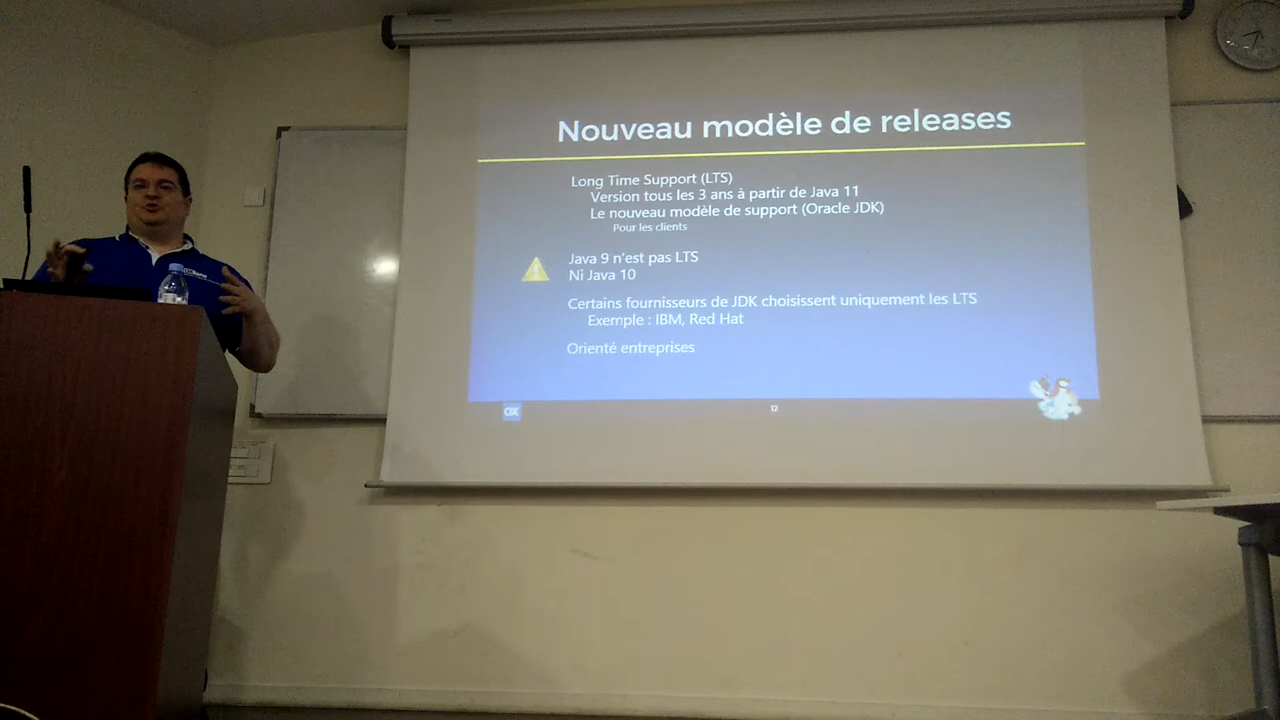 Nouveau modèle de releases
Long Time Support (LTS)
Version tous les 3 ans à partir de Java 11
Le nouveau modèle de support (Oracle JDK)
Pour les clients
Java 9 n'est pas LTS
Ni Java 10
Certains fournisseurs de JDK choisissent uniquement les LTS
Exemple : IBM, Red Hat
Orienté entreprises
12